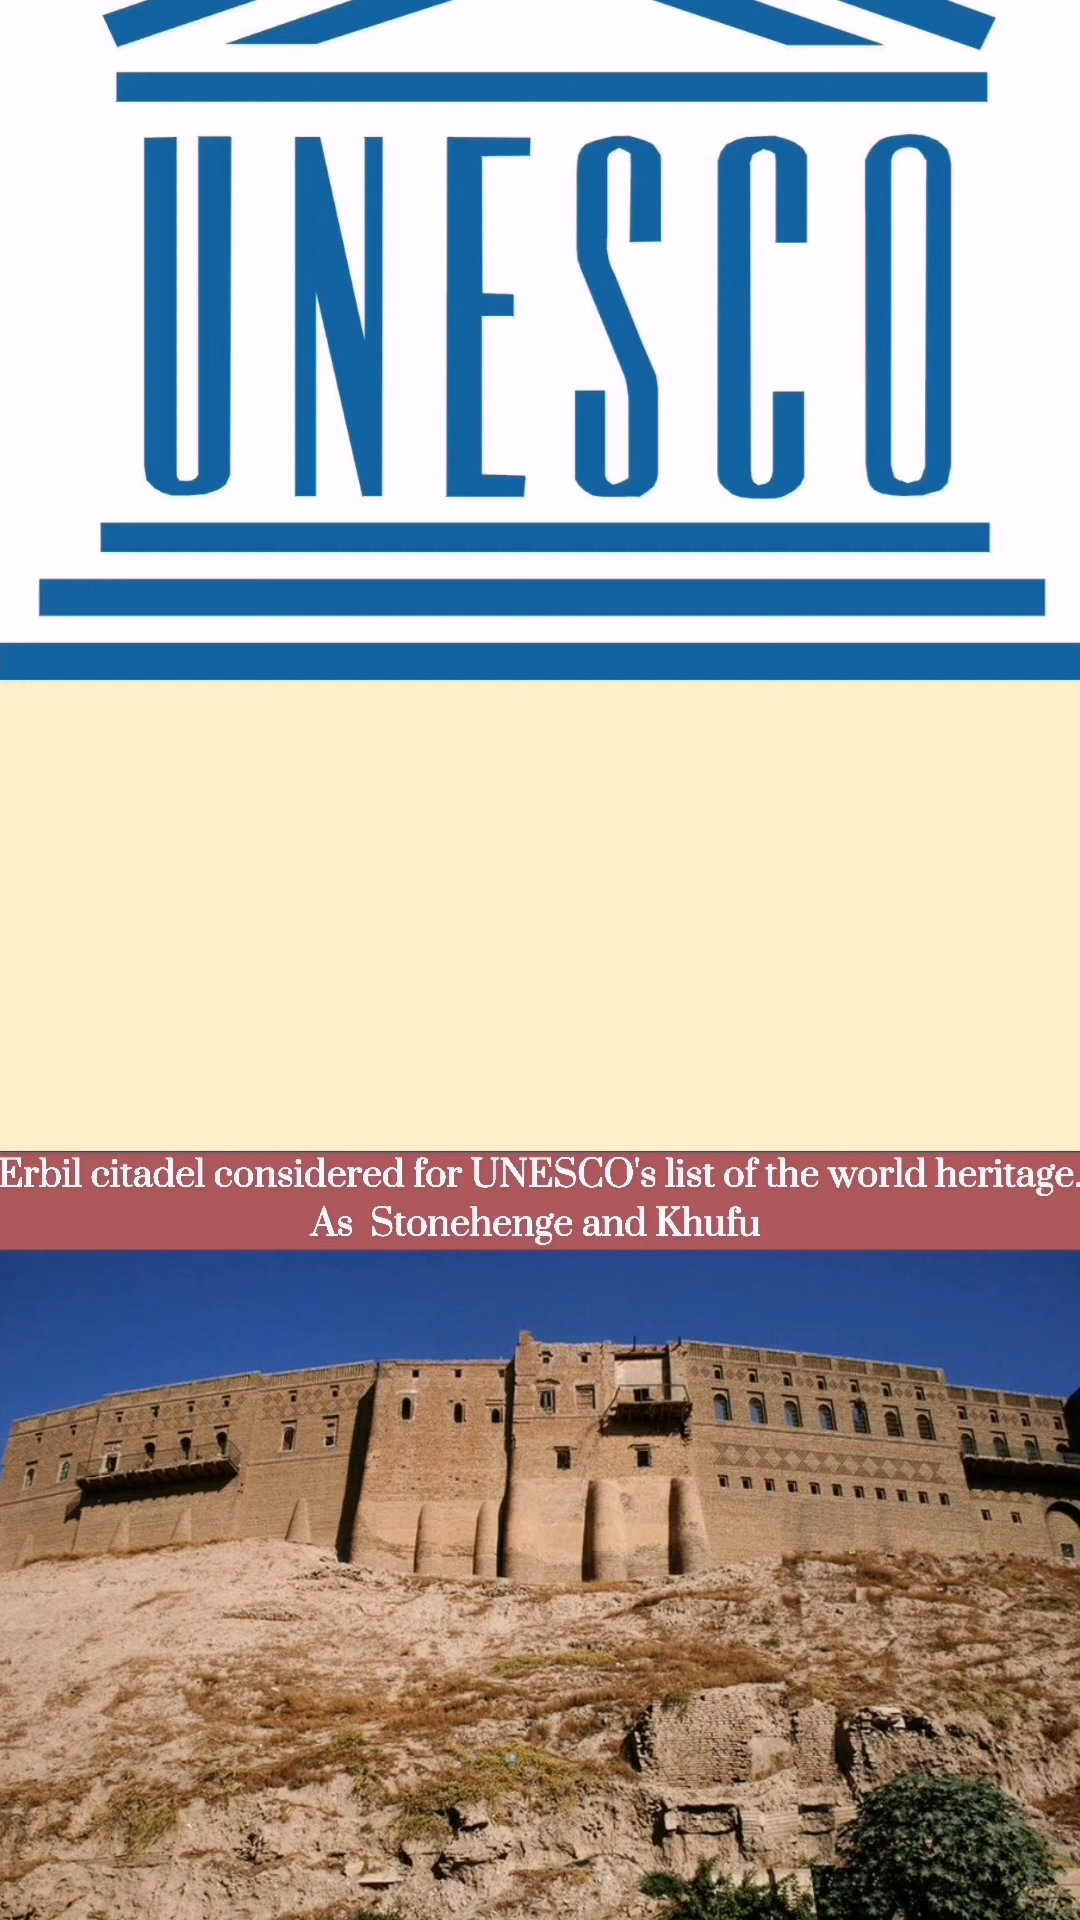 UNESCO
Erbil citadel considered for UNESCO's list of the world heritage.
As Stonehenge and Khufu